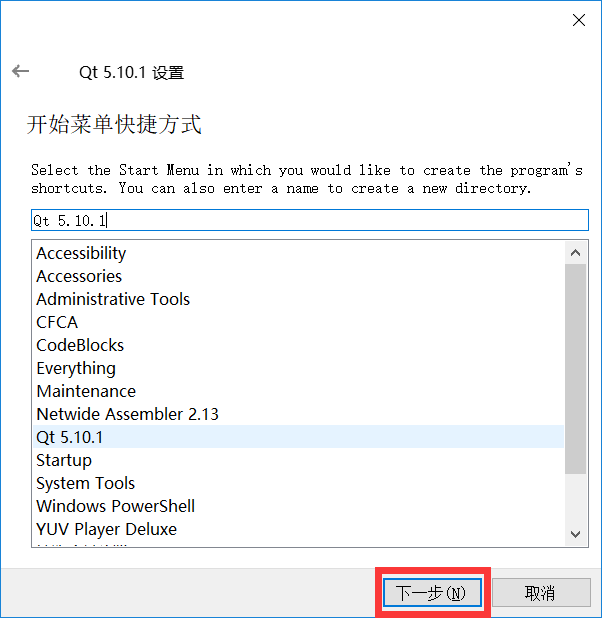 Qt 5.10.1 设置
开始菜单快捷方式
Select the Start Menu in which you would like to create the program's
shortcuts. You can also enter a name to create a new directory.
Qt 5.10.1
Accessibility
Accessories
Administrative Tools
CFCA
CodeBlocks
Everything
Maintenance
Netwide Assembler 2.13
Qt 5.10.1
Startup
System Tools
Windows PowerShell
YUV Player Deluxe
下一步(N)
取消